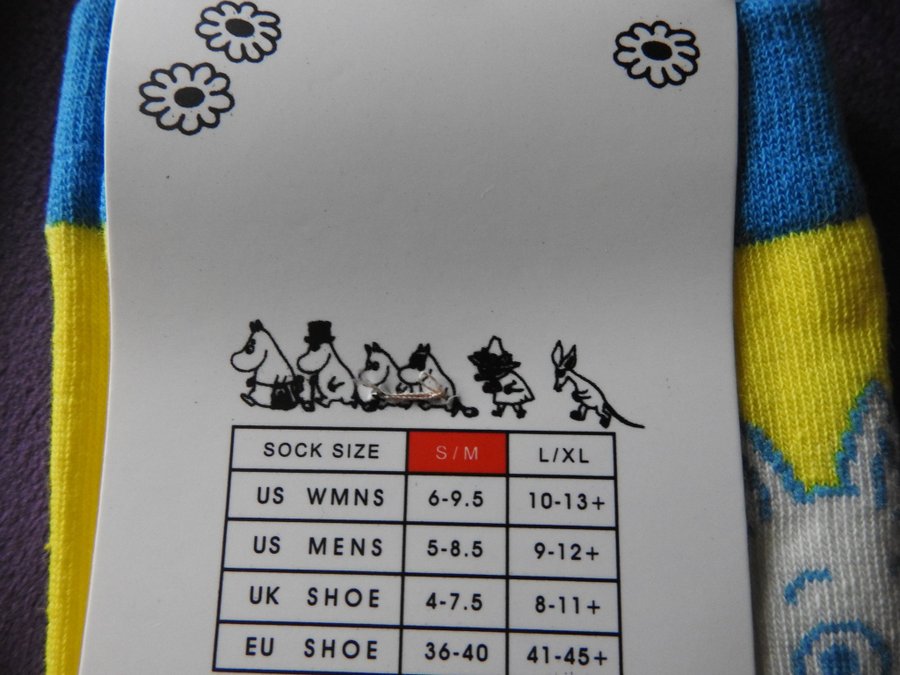 SOCK SIZE S/M L/XL
US WMNS 6-9.5 10-13+
US MENS 5-8.5 9-12+
UK SHOE 4-7.5 8-11+
EU SHOE 36-40 41-45+